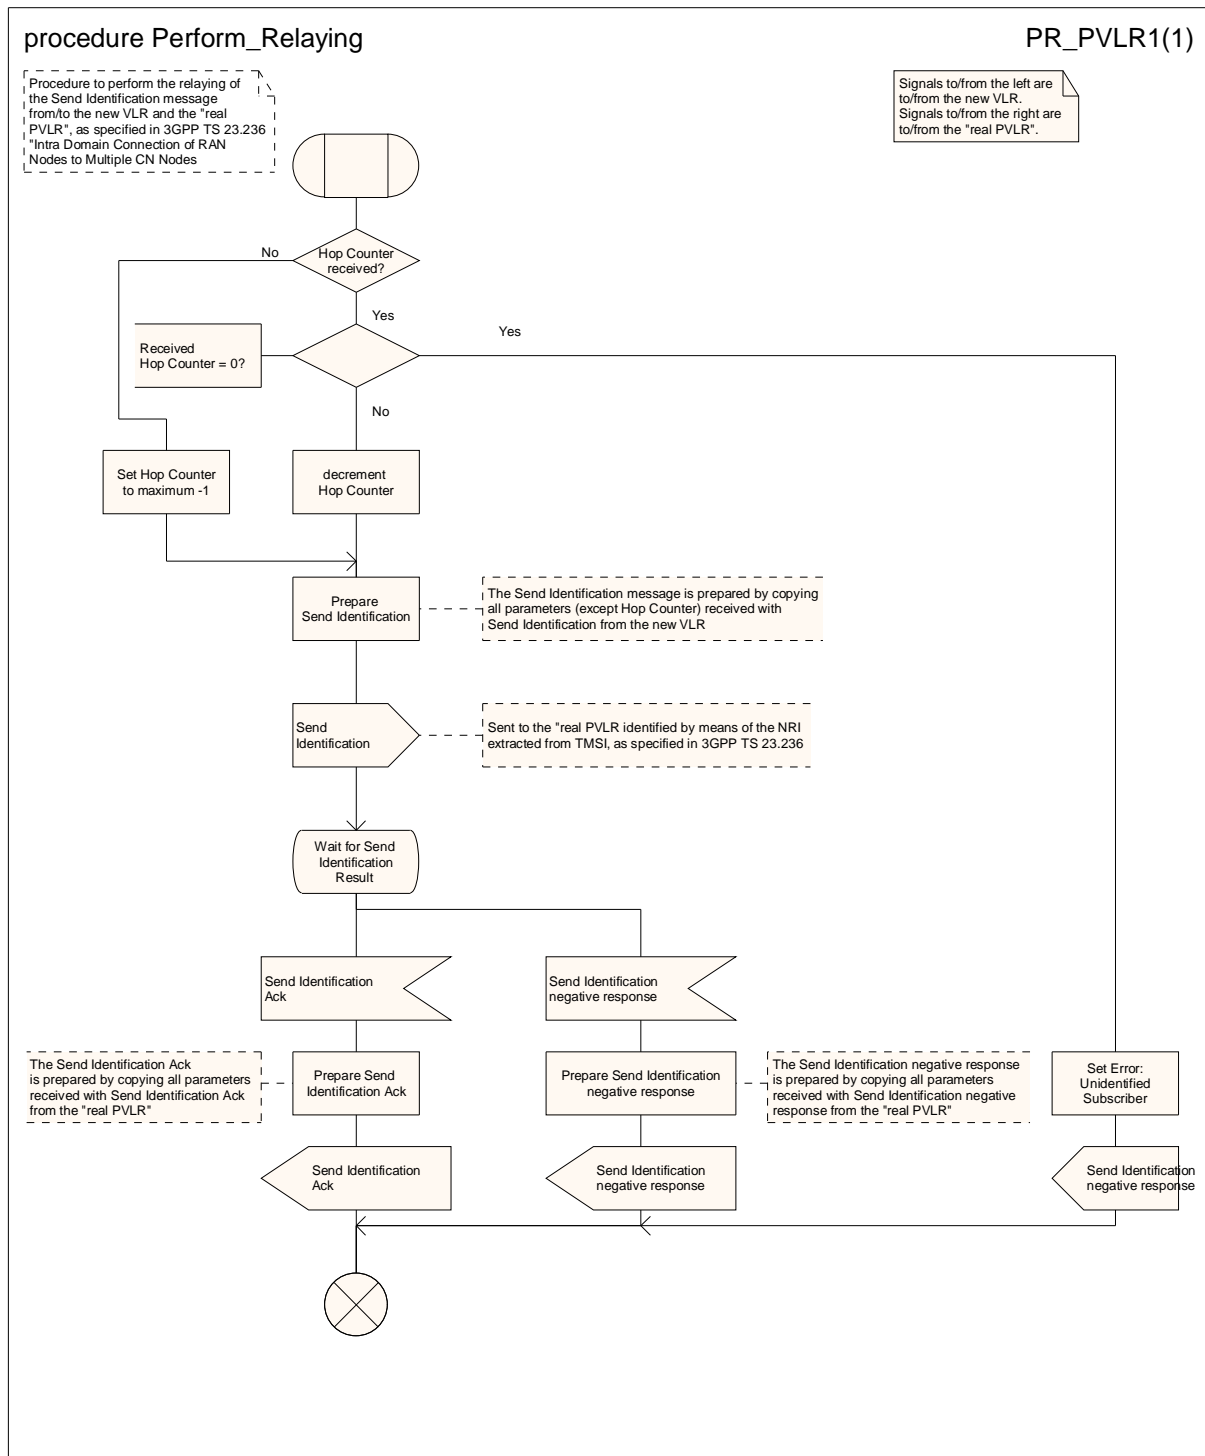 procedure Perform_Relaying
PR_PVLR1(1)
Procedure to perform the relaying of
the Send Identification message
from/to the new VLR and the "real
PVLR", as specified in 3GPP TS 23.236
"Intra Domain Connection of RAN
Nodes to Multiple CN Nodes
Signals to/from the left are
to/from the new VLR.
Signals to/from the right are
to/from the "real PVLR".
No
Hop Counter
received?
Yes
Yes
Received
Hop Counter = 0?
No
Set Hop Counter
to maximum -1
decrement
Hop Counter
Prepare
Send Identification
The Send Identification message is prepared by copying
all parameters (except Hop Counter) received with
Send Identification from the new VLR
Send
Identification
Sent to the "real PVLR identified by means of the NRI
extracted from TMSI, as specified in 3GPP TS 23.236
Wait for Send
Identification
Result
Send Identification
Ack
Send Identification
negative response
The Send Identification Ack
is prepared by copying all parameters
received with Send Identification Ack
from the "real PVLR"
Prepare Send
Identification Ack
Prepare Send Identification
negative response
The Send Identification negative response
is prepared by copying all parameters
received with Send Identification negative
response from the "real PVLR"
Set Error:
Unidentified
Subscriber
Send Identification
Ack
Send Identification
negative response
Send Identification
negative response